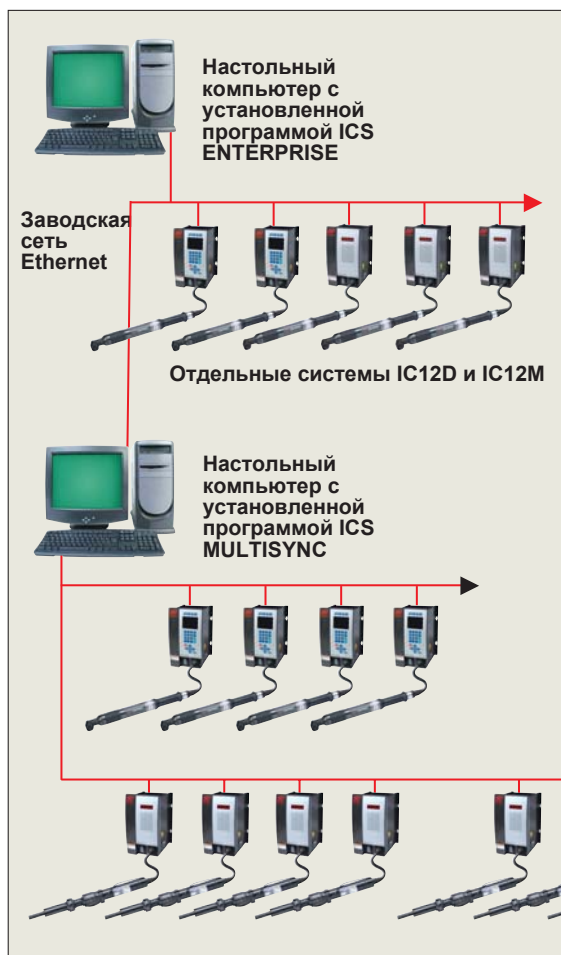 Настольный
компьютер с
установленной
программой ICS
ENTERPRISE
Заводская
сеть
Ethernet
Отдельные системы IC12D и IC12M
Настольный
компьютер с
установленной
программой ICS
MULTISYNC